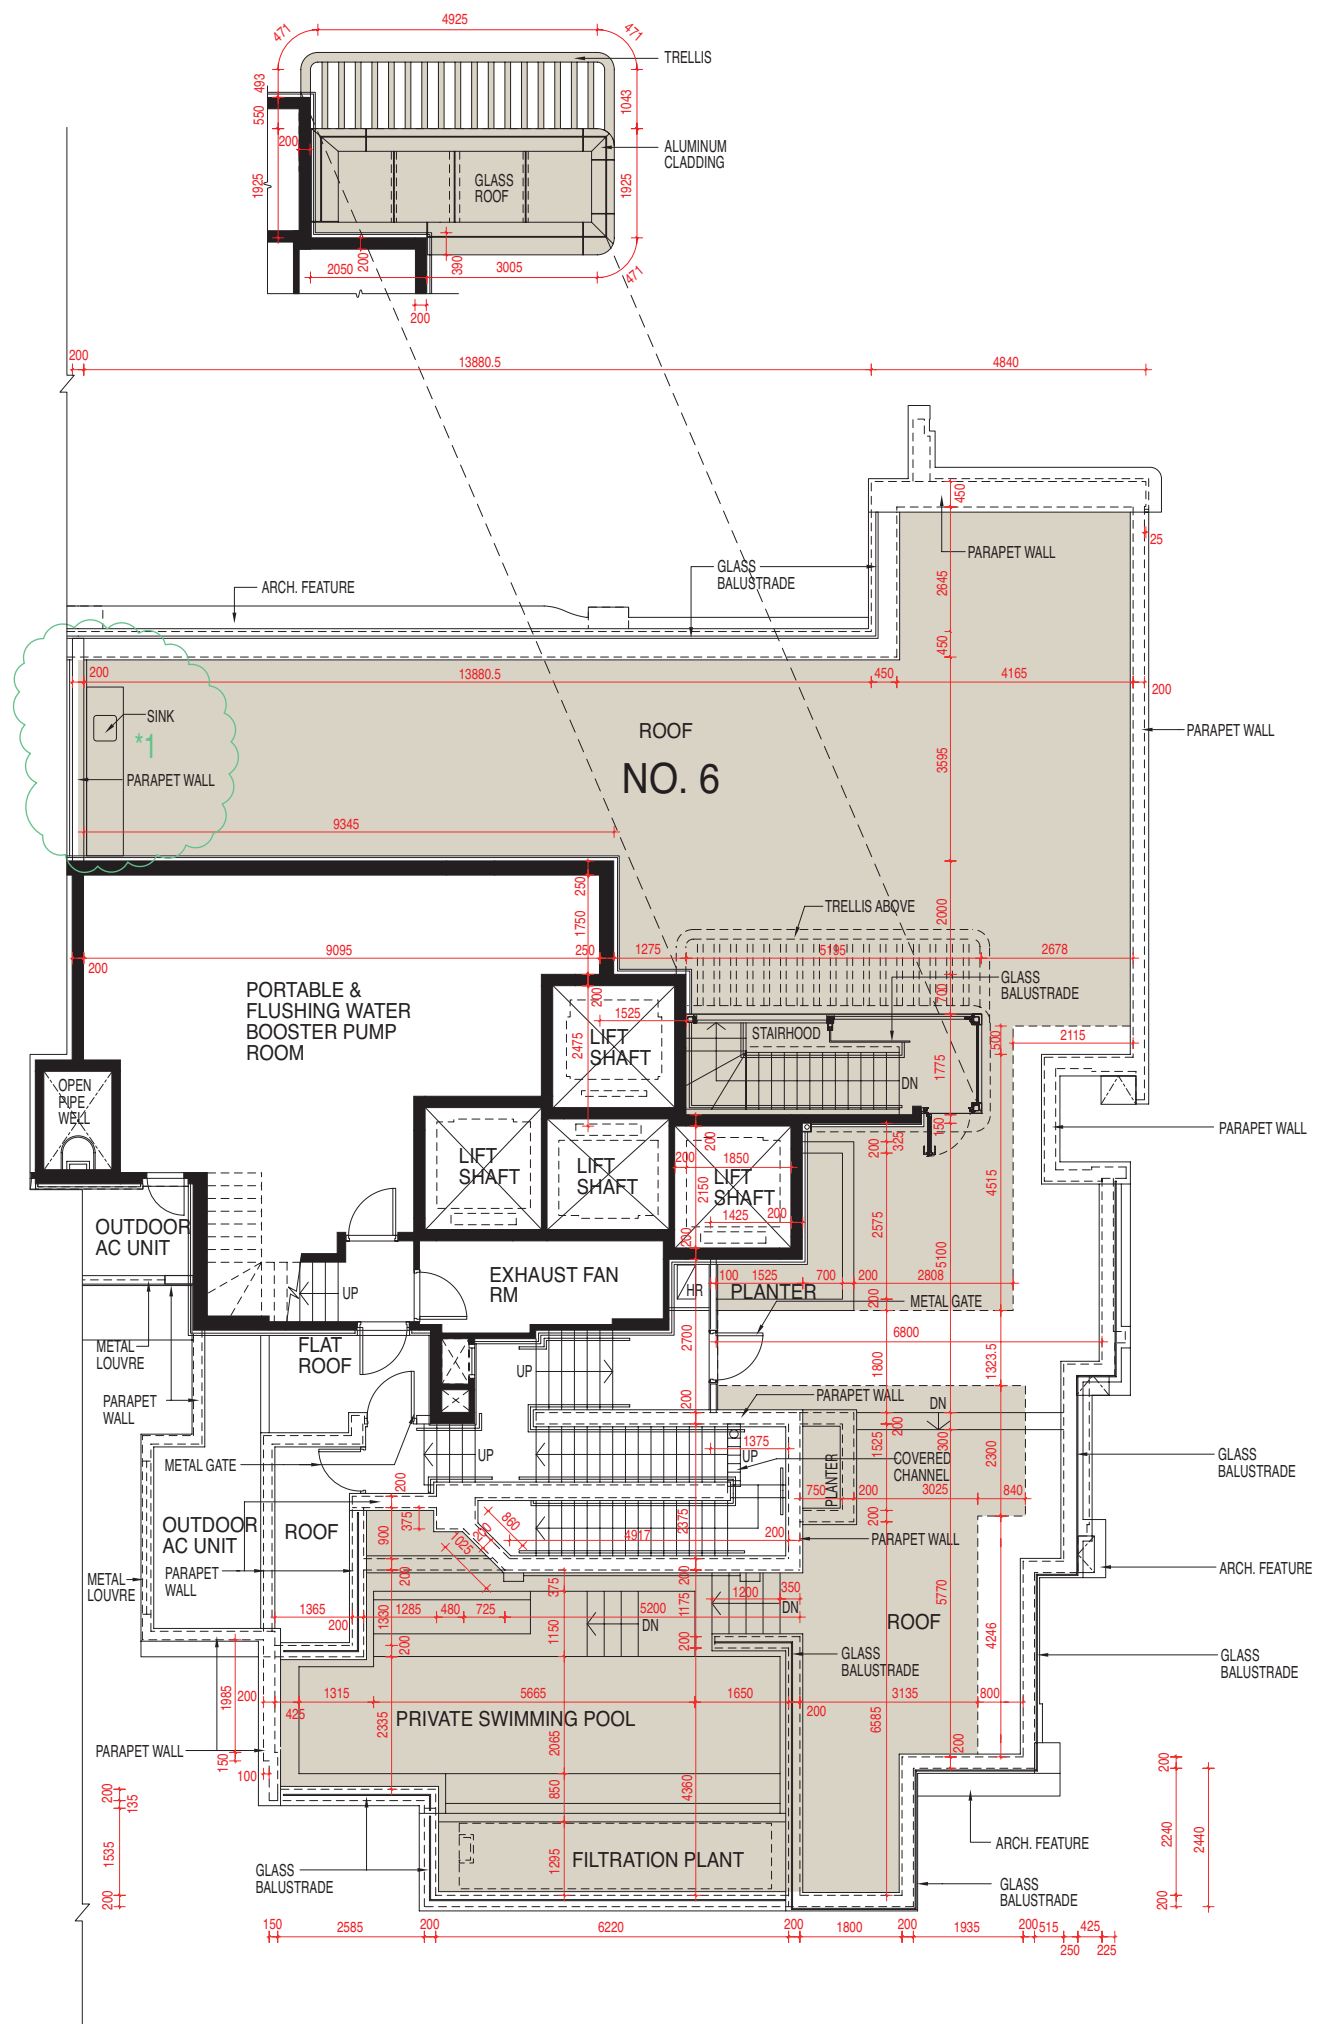 4925
471
471
TRELLIS
493
550
1043
200
ALUMINUM
CLADDING
1925
GLASS
ROOF
1925
200
390
2050
3005
471
200
200
13880.5
4840
450
25
PARAPET WALL
GLASS
BALUSTRADE
2645
ARCH. FEATURE
450
200
13880.5
450
4165
200
SINK
*1
ROOF
PARAPET WALL
NO. 6
3595
PARAPET WALL
9345
250
1750
TRELLIS ABOVE
2000
9095
250
1275
5195
2678
200
GLASS
BALUSTRADE
PORTABLE &
FLUSHING WATER
BOOSTER PUMP
ROOM
200
700
1525
STAIRHOOD
LIFT
SHAFT
2475
500
2115
1775
DN
OPEN
PIPE
WELL
150
PARAPET WALL
200
200
325
LIFT
SHAFT
LIFT
SHAFT
200
1850
LIFT
SHAFT
2150
4515
1425
200
2575
OUTDOOR
AC UNIT
200
5100
EXHAUST FAN
RM
100
1525
700
200
2808
HR
PLANTER
UP
METAL GATE
200
METAL
LOUVRE
FLAT
ROOF
2700
6800
1800
1323.5
UP
PARAPET
WALL
PARAPET WALL
200
DN
200
1375
1525
300
METAL GATE
UP
UP
COVERED
CHANNEL
2300
GLASS
BALUSTRADE
200
PLANTER
750
200
3025
840
OUTDOOR
AC UNIT
ROOF
375
860
200
2375
4917
200
200
PARAPET WALL
900
1025
METAL
LOUVRE
PARAPET
WALL
200
375
200
ARCH. FEATURE
1200
350
5770
1365
200
1330
1285
480
725
5200
1175
DN
DN
ROOF
1150
4246
200
200
GLASS
BALUSTRADE
GLASS
BALUSTRADE
1985
200
425
1315
5665
1650
200
3135
800
PRIVATE SWIMMING POOL
2335
2065
6585
200
PARAPET WALL
150
100
200
135
850
4360
200
ARCH. FEATURE
1535
2240
2440
GLASS
BALUSTRADE
1295
FILTRATION PLANT
GLASS
BALUSTRADE
200
200
150
2585
200
6220
200
1800
200
1935
200
515
425
250
225